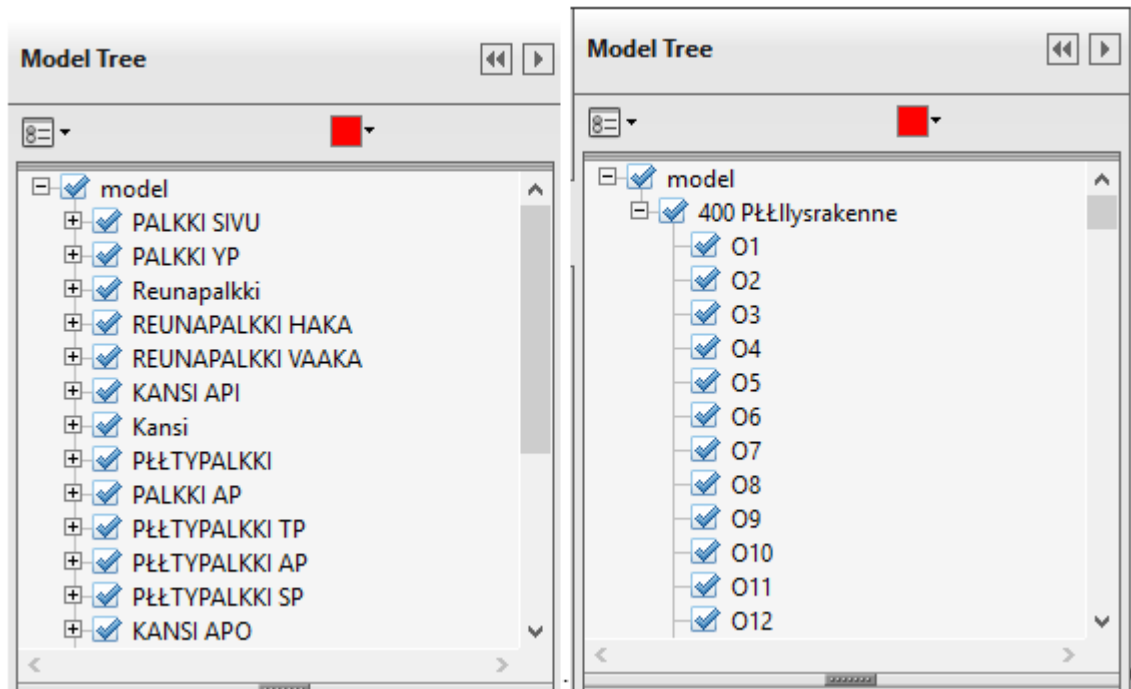 Model Tree
model
PALKKI SIVU
PALKKI YP
Reunapalkki
REUNAPALKKI HAKA
REUNAPALKKI VAAKA
KANSI API
Kansi
PŁŁTYPALKKI
PALKKI AP
PŁŁTYPALKKI TP
PŁŁTYPALKKI AP
PŁŁTYPALKKI SP
KANSI APO
Model Tree
model
400 PŁŁllysrakenne
O1
O2
O3
O4
O5
O6
O7
O8
O9
O10
O11
O12